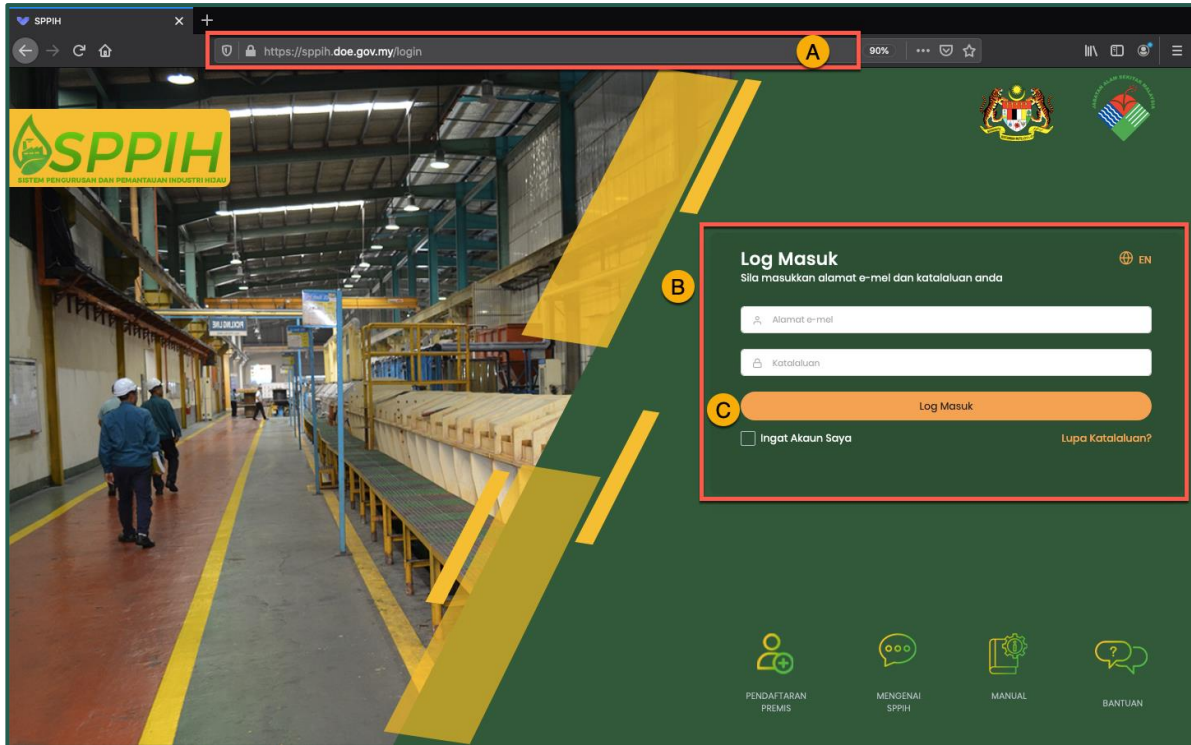 SPPIH
https://sppih.doe.gov.my/login
A
90%
SPPIH
SISTEM PENGURUSAN DAN PEMANTAUAN INDUSTRI HIJAU
PICKLING LINE
B
Log Masuk
EN
Sila masukkan alamat e-mel dan katalaluan anda
Alamat e-mel
Katalaluan
C
Log Masuk
Ingat Akaun Saya
Lupa Katalaluan?
PENDAFTARAN
PREMIS
MENGENAI
SPPIH
MANUAL
BANTUAN